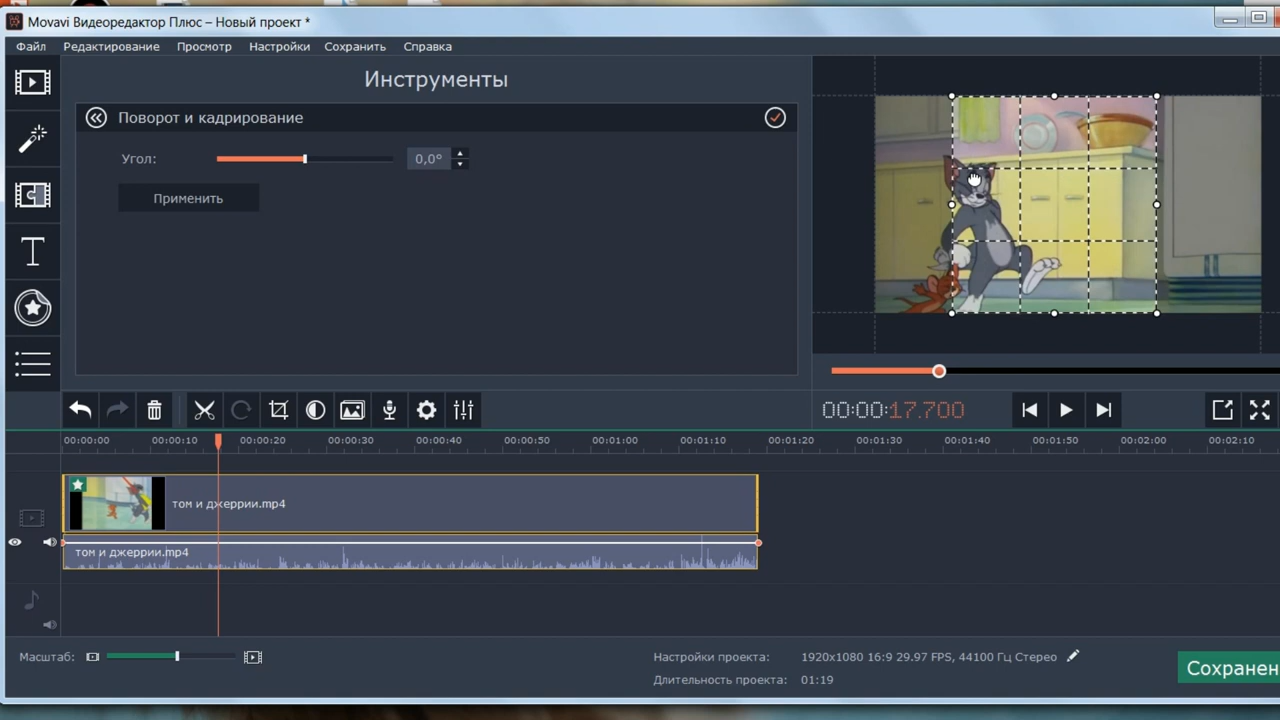 Movavi Видеоредактор Плюс – Новый проект *
Файл Редактирование Просмотр Настройки Сохранить Справка
Инструменты
Поворот и кадрирование
Угол: 0,0°
Применить
00:00:17.700
00:00:00 00:00:10 00:00:20 00:00:30 00:00:40 00:00:50 00:01:00 00:01:10 00:01:20 00:01:30 00:01:40 00:01:50 00:02:00 00:02:10
том и джеррии.mp4
том и джеррии.mp4
Масштаб:
Настройки проекта: 1920x1080 16:9 29.97 FPS, 44100 Гц Стерео
Длительность проекта: 01:19
Сохранен